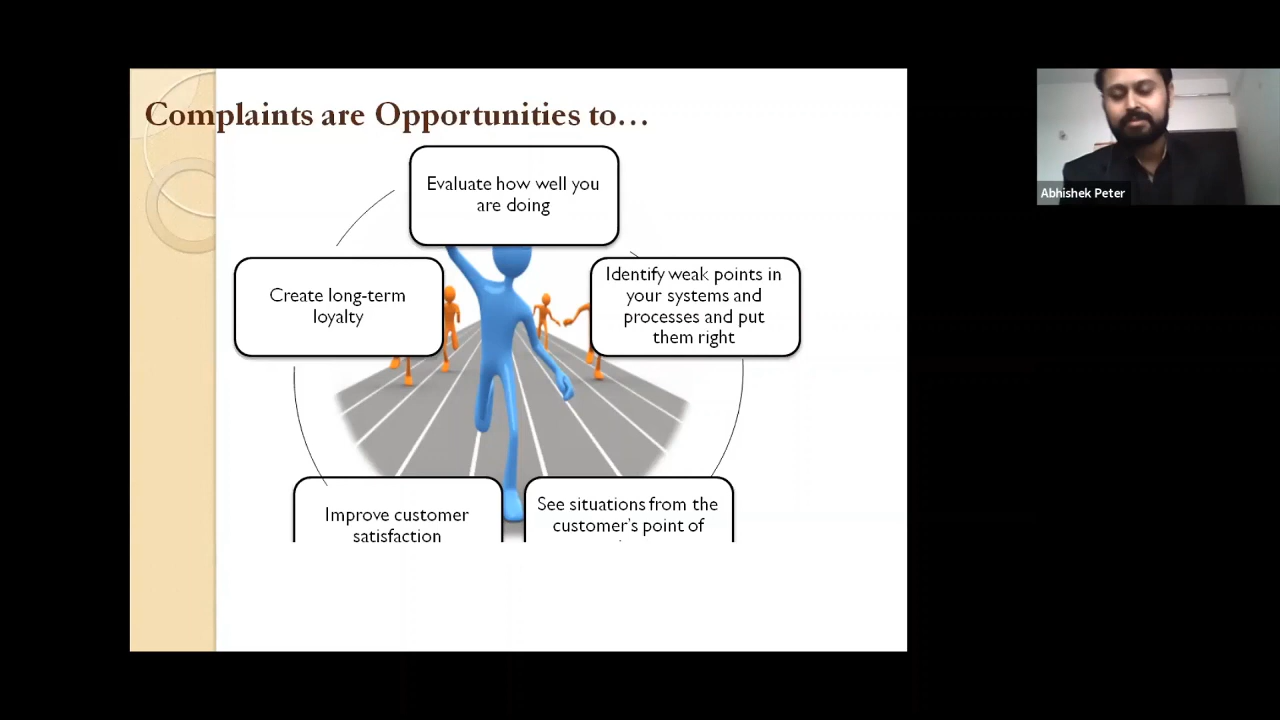 Complaints are Opportunities to...
Evaluate how well you
are doing
Identify weak points in
your systems and
processes and put
them right
See situations from the
customer's point of
Improve customer
satisfaction
Create long-term
loyalty
Abhishek Peter